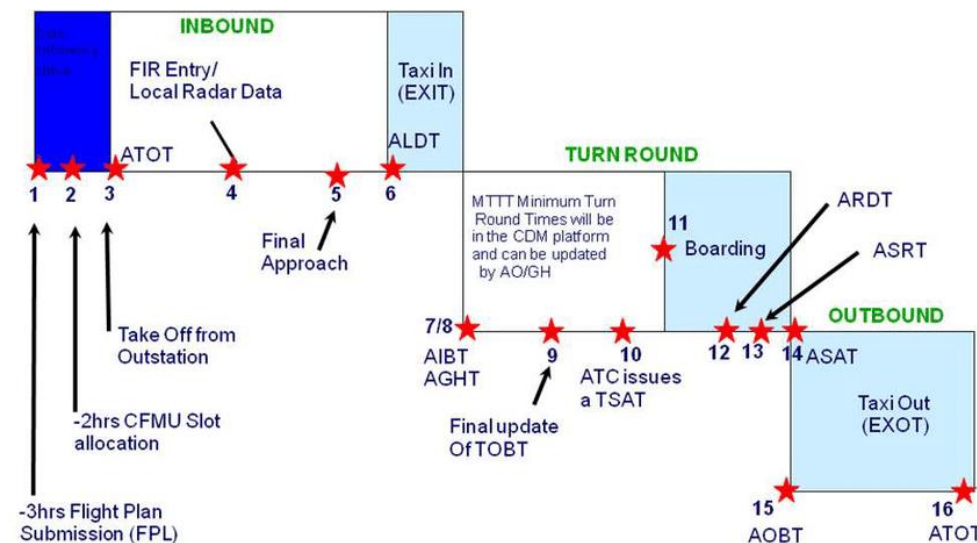 INBOUND
FIR Entry/
Local Radar Data
Taxi In
(EXIT)
ATOT
ALDT
1
2
3
4
5
6
Final
Approach
Take Off from
Outstation
-2hrs CFMU Slot
allocation
-3hrs Flight Plan
Submission (FPL)
TURN ROUND
MTTT Minimum Turn
Round Times will be
in the CDM platform
and can be updated
by AO/GH
11
Boarding
ARDT
ASRT
7/8
AIBT
AGHT
9
10
12
13
14
ATC issues
a TSAT
Final update
Of TOBT
OUTBOUND
ASAT
Taxi Out
(EXOT)
15
AOBT
16
ATOT